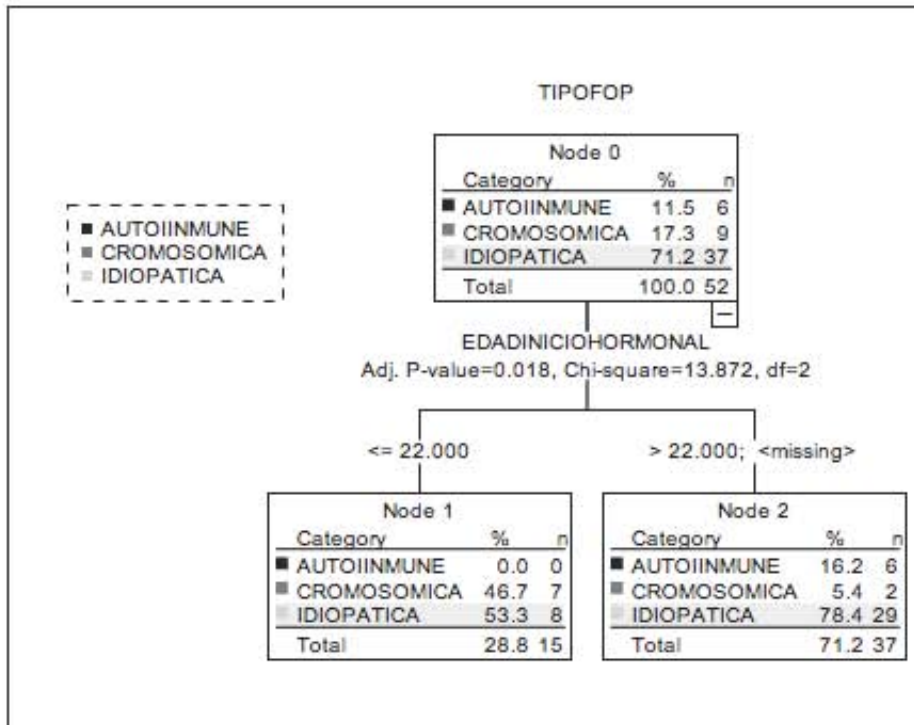 TIPOFOP
Node 0
Category % n
AUTOIINMUNE 11.5 6
CROMOSOMICA 17.3 9
IDIOPATICA 71.2 37
Total 100.0 52
AUTOIINMUNE
CROMOSOMICA
IDIOPATICA
EDADINICIOHORMONAL
Adj. P-value=0.018, Chi-square=13.872, df=2
<= 22.000
> 22.000; <missing>
Node 1
Category % n
AUTOIINMUNE 0.0 0
CROMOSOMICA 46.7 7
IDIOPATICA 53.3 8
Total 28.8 15
Node 2
Category % n
AUTOIINMUNE 16.2 6
CROMOSOMICA 5.4 2
IDIOPATICA 78.4 29
Total 71.2 37